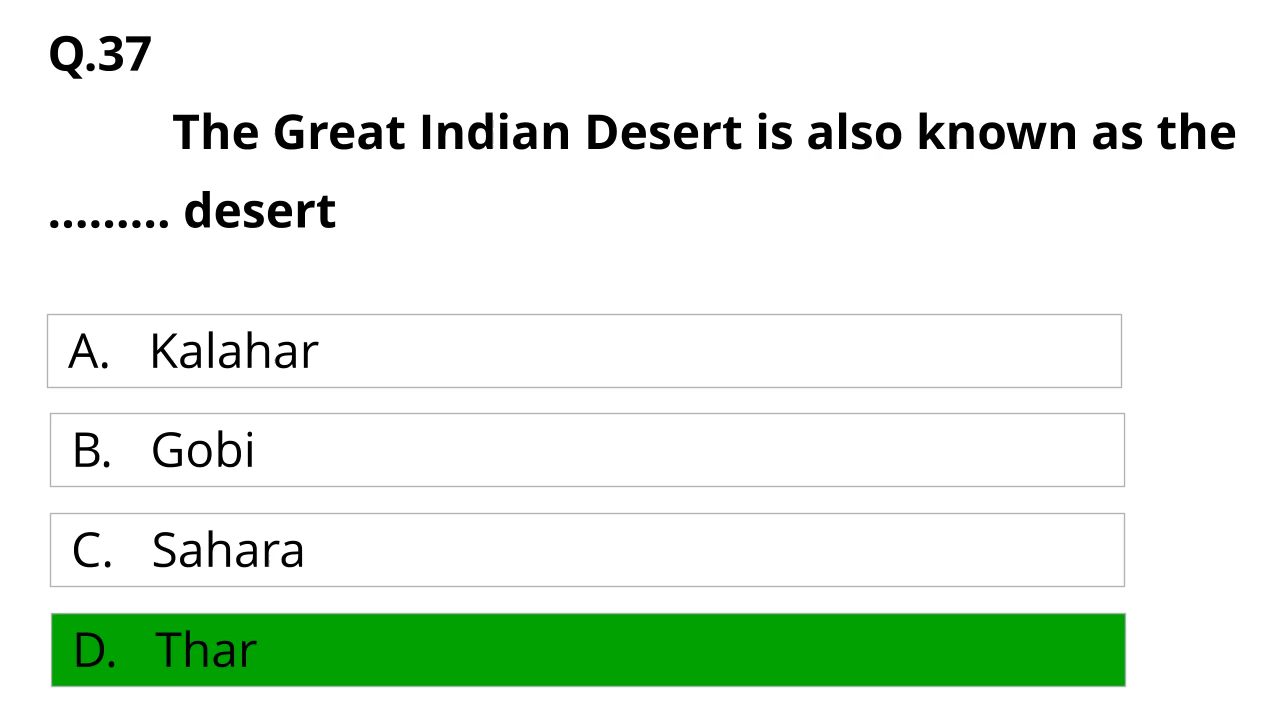 Q.37
The Great Indian Desert is also known as the
......... desert
A. Kalahar
B. Gobi
C. Sahara
D. Thar